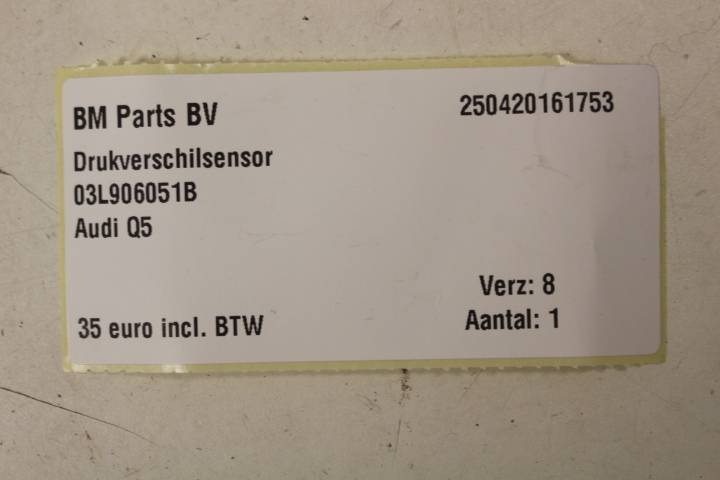 BM Parts BV
250420161753
Drukverschilsensor
03L906051B
Audi Q5
Verz: 8
35 euro incl. BTW
Aantal: 1